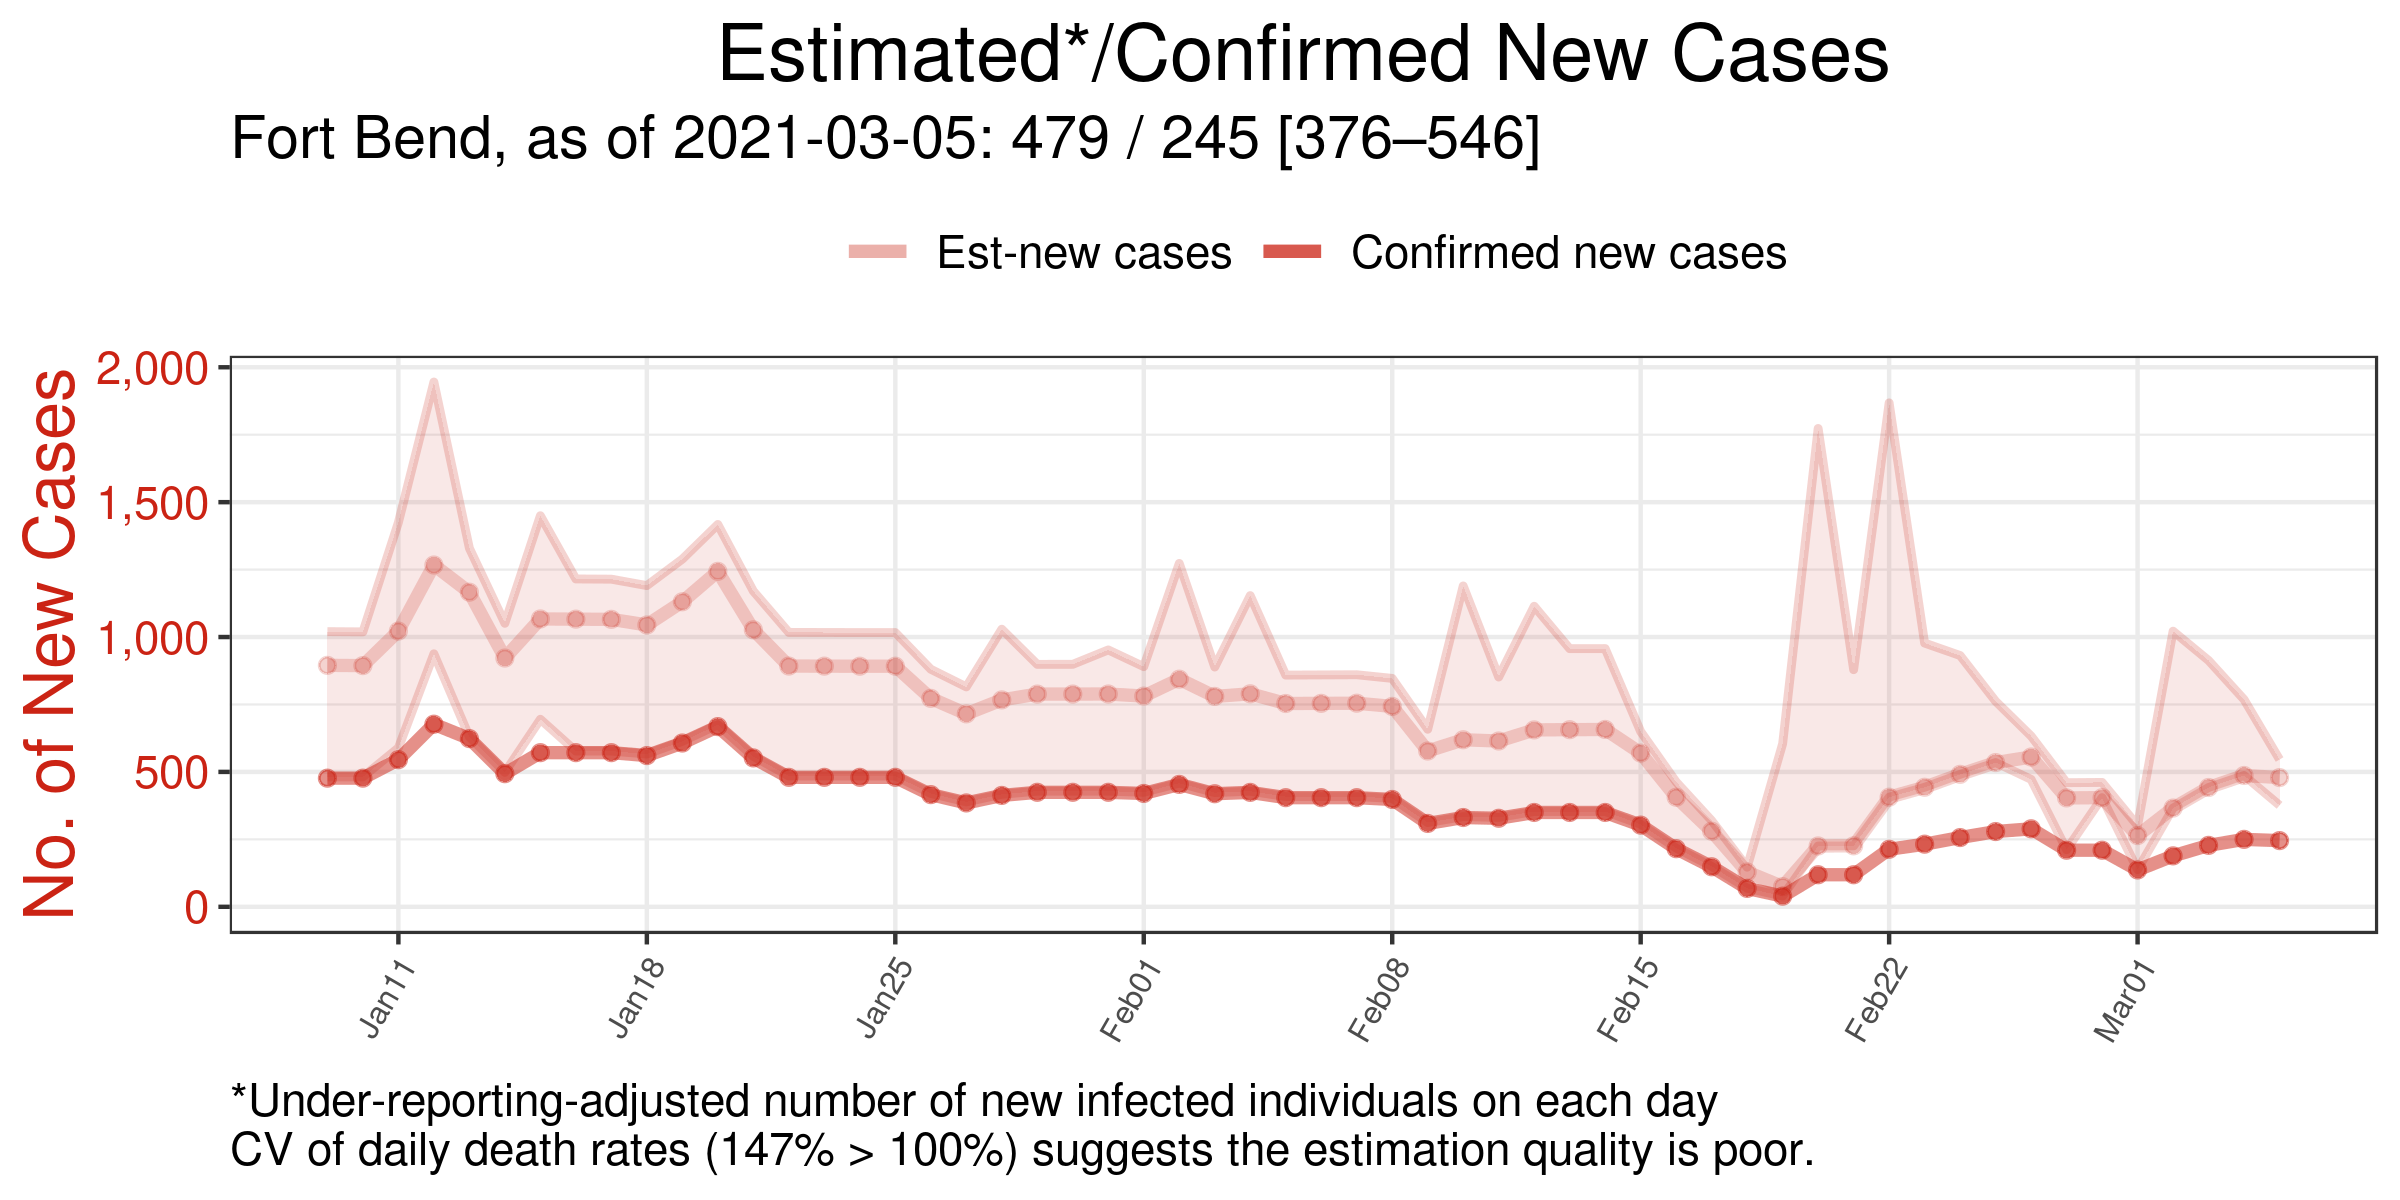 Estimated*/Confirmed New Cases
Fort Bend, as of 2021-03-05: 479 / 245 [376–546]
Est-new cases Confirmed new cases
No. of New Cases
2,000
1,500
1,000
500
0
Jan11 Jan18 Jan25 Feb01 Feb08 Feb15 Feb22 Mar01
*Under-reporting-adjusted number of new infected individuals on each day
CV of daily death rates (147% > 100%) suggests the estimation quality is poor.